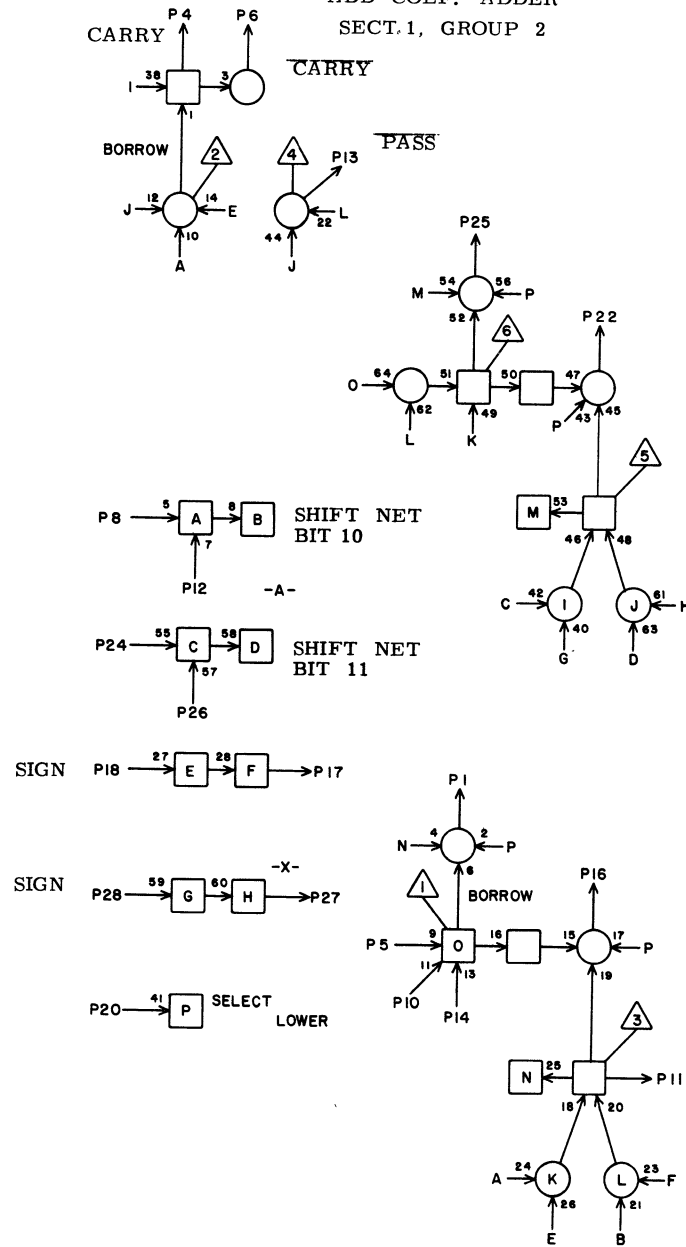 SECT. 1, GROUP 2
P4 P6
CARRY
CARRY
I 38 3
1
BORROW
2
4
PASS
P13
J 12 14 E
10
A
22 L
44
J
P25
M 54 56 P
52
6
P22
O 64 51 50 47
62 49
P 43 45
L K
5
M 53
46 48
C 42 I J 61 H
40 63
G D
P8 5 A 8 B SHIFT NET
BIT 10
7
P12 -A-
P24 55 C 58 D SHIFT NET
BIT 11
57
P26
SIGN P18 27 E 28 F P17
SIGN P28 59 G 60 H -X- P27
P20 41 P SELECT
LOWER
P1
N 4 2 P
6
1
BORROW
P16
P5 9 O 16 15 17 P
11 13 19
P10
P14
3
N 25 P11
18 20
A 24 K L 23 F
26 21
E B